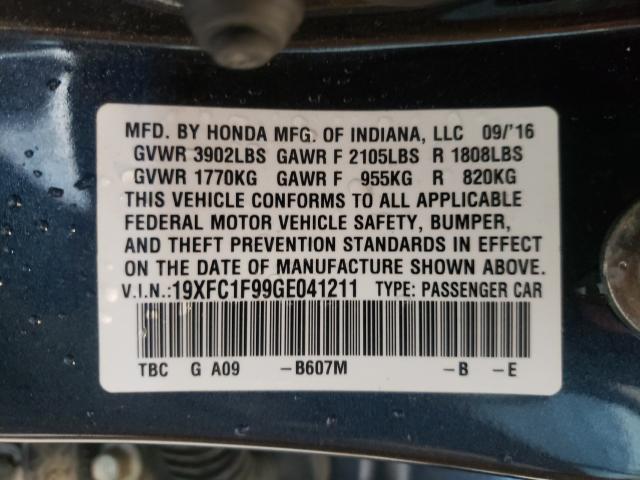 MFD. BY HONDA MFG. OF INDIANA, LLC 09/'16
GVWR 3902LBS GAWR F 2105LBS R 1808LBS
GVWR 1770KG GAWR F 955KG R 820KG
THIS VEHICLE CONFORMS TO ALL APPLICABLE
FEDERAL MOTOR VEHICLE SAFETY, BUMPER,
AND THEFT PREVENTION STANDARDS IN EFFECT
ON THE DATE OF MANUFACTURE SHOWN ABOVE.
V.I.N.:19XFC1F99GE041211 TYPE: PASSENGER CAR
TBC G A09 -B607M -B -E